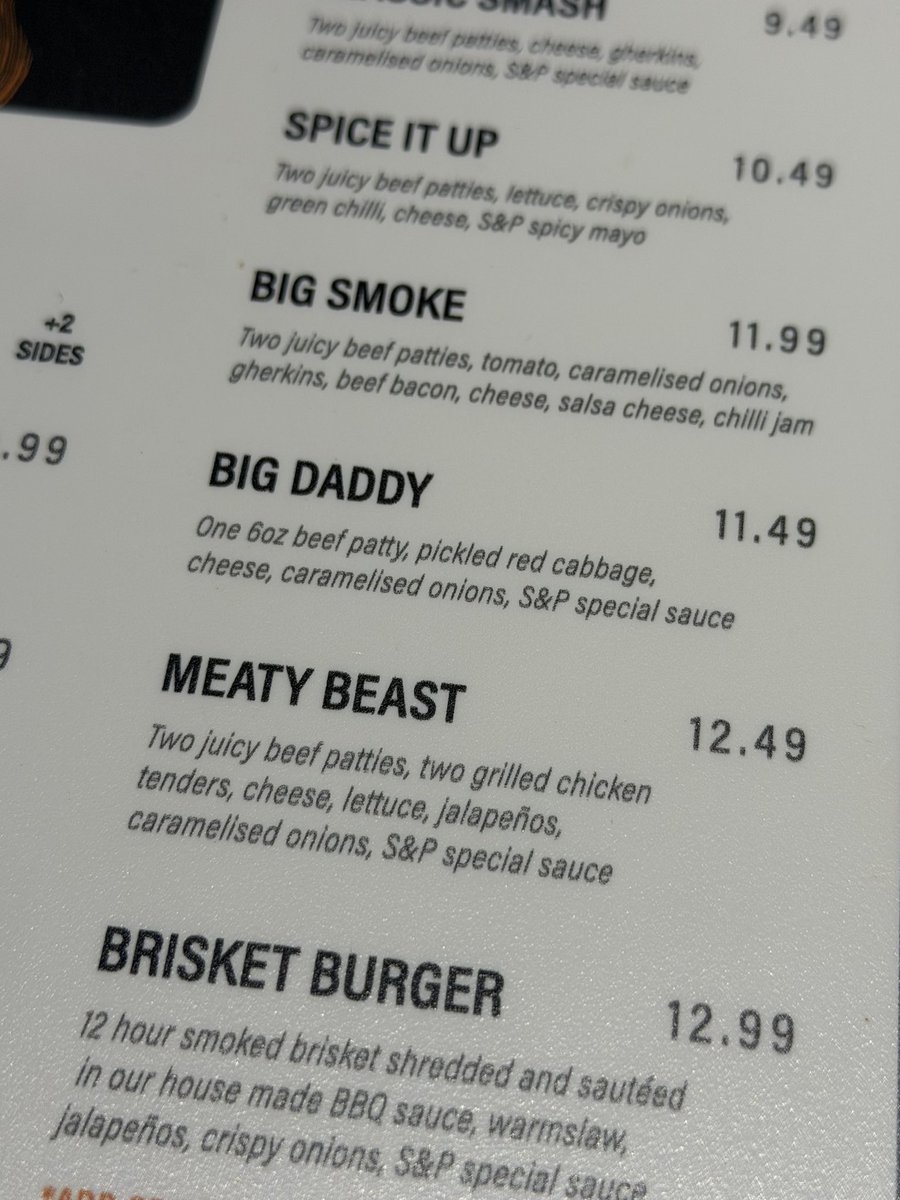 SMASH
9.49
Two juicy beef patties, cheese, gherkins,
caramelised onions, S&P special sauce
SPICE IT UP
10.49
Two juicy beef patties, lettuce, crispy onions,
green chilli, cheese, S&P spicy mayo
+2
SIDES
BIG SMOKE
11.99
Two juicy beef patties, tomato, caramelised onions,
gherkins, beef bacon, cheese, salsa cheese, chilli jam
.99
BIG DADDY
11.49
One 6oz beef patty, pickled red cabbage,
cheese, caramelised onions, S&P special sauce
9
MEATY BEAST
12.49
Two juicy beef patties, two grilled chicken
tenders, cheese, lettuce, jalapeños,
caramelised onions, S&P special sauce
BRISKET BURGER
12.99
12 hour smoked brisket shredded and sautéed
in our house made BBQ sauce, warmslaw,
jalapeños, crispy onions, S&P special sauce